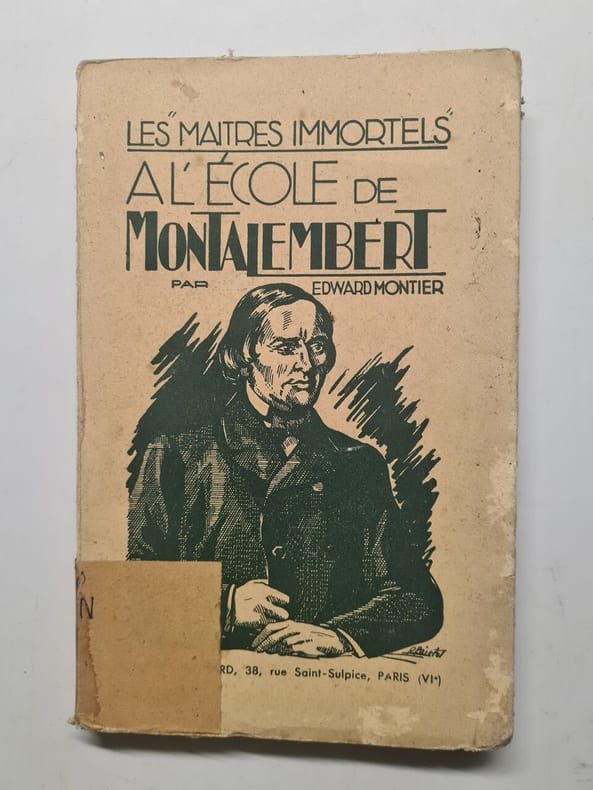 LES "MAITRES IMMORTELS"
A L'ÉCOLE DE
MONTALEMBERT
PAR EDWARD MONTIER
N
RD, 38, rue Saint-Sulpice, PARIS (VIe)